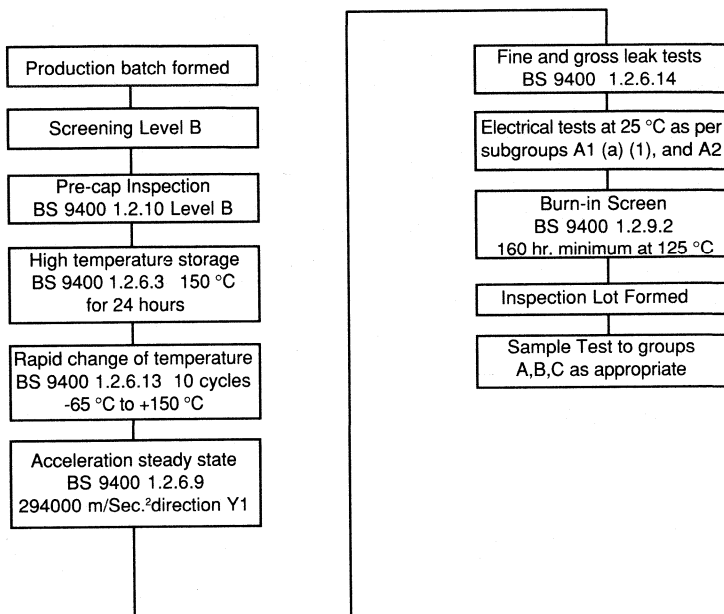 Production batch formed
Screening Level B
Pre-cap Inspection
BS 9400 1.2.10 Level B
High temperature storage
BS 9400 1.2.6.3 150 °C
for 24 hours
Rapid change of temperature
BS 9400 1.2.6.13 10 cycles
-65 °C to +150 °C
Acceleration steady state
BS 9400 1.2.6.9
294000 m/Sec.² direction Y1
Fine and gross leak tests
BS 9400 1.2.6.14
Electrical tests at 25 °C as per
subgroups A1 (a) (1), and A2
Burn-in Screen
BS 9400 1.2.9.2
160 hr. minimum at 125 °C
Inspection Lot Formed
Sample Test to groups
A,B,C as appropriate